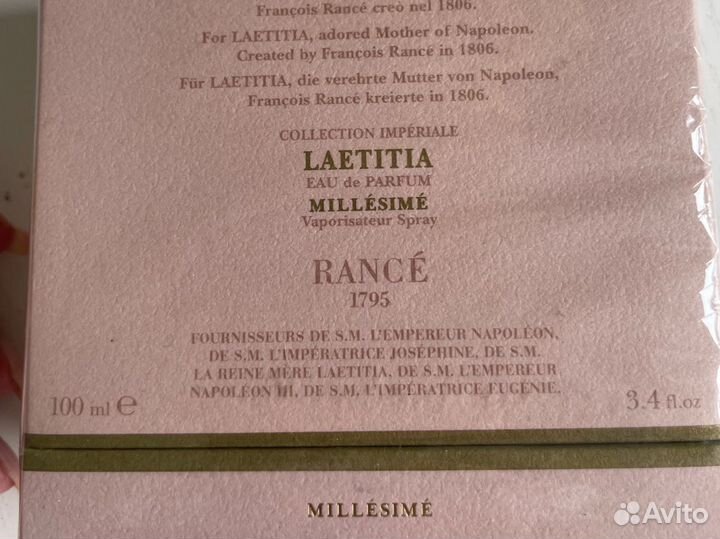 François Rancé creò nel 1806.
For LAETITIA, adored Mother of Napoleon.
Created by François Rancé in 1806.
Für LAETITIA, die verehrte Mutter von Napoleon,
François Rancé kreierte in 1806.
COLLECTION IMPÉRIALE
LAETITIA
EAU de PARFUM
MILLÉSIMÉ
Vaporisateur Spray
RANCÉ
1795
FOURNISSEURS DE S.M. L'EMPEREUR NAPOLÉON,
DE S.M. L'IMPÉRATRICE JOSÉPHINE, DE S.M.
LA REINE MÈRE LAETITIA, DE S.M. L'EMPEREUR
NAPOLÉON III, DE S.M. L'IMPÉRATRICE EUGÉNIE.
100 ml ℮
3.4 fl.oz
MILLÉSIMÉ
Avito